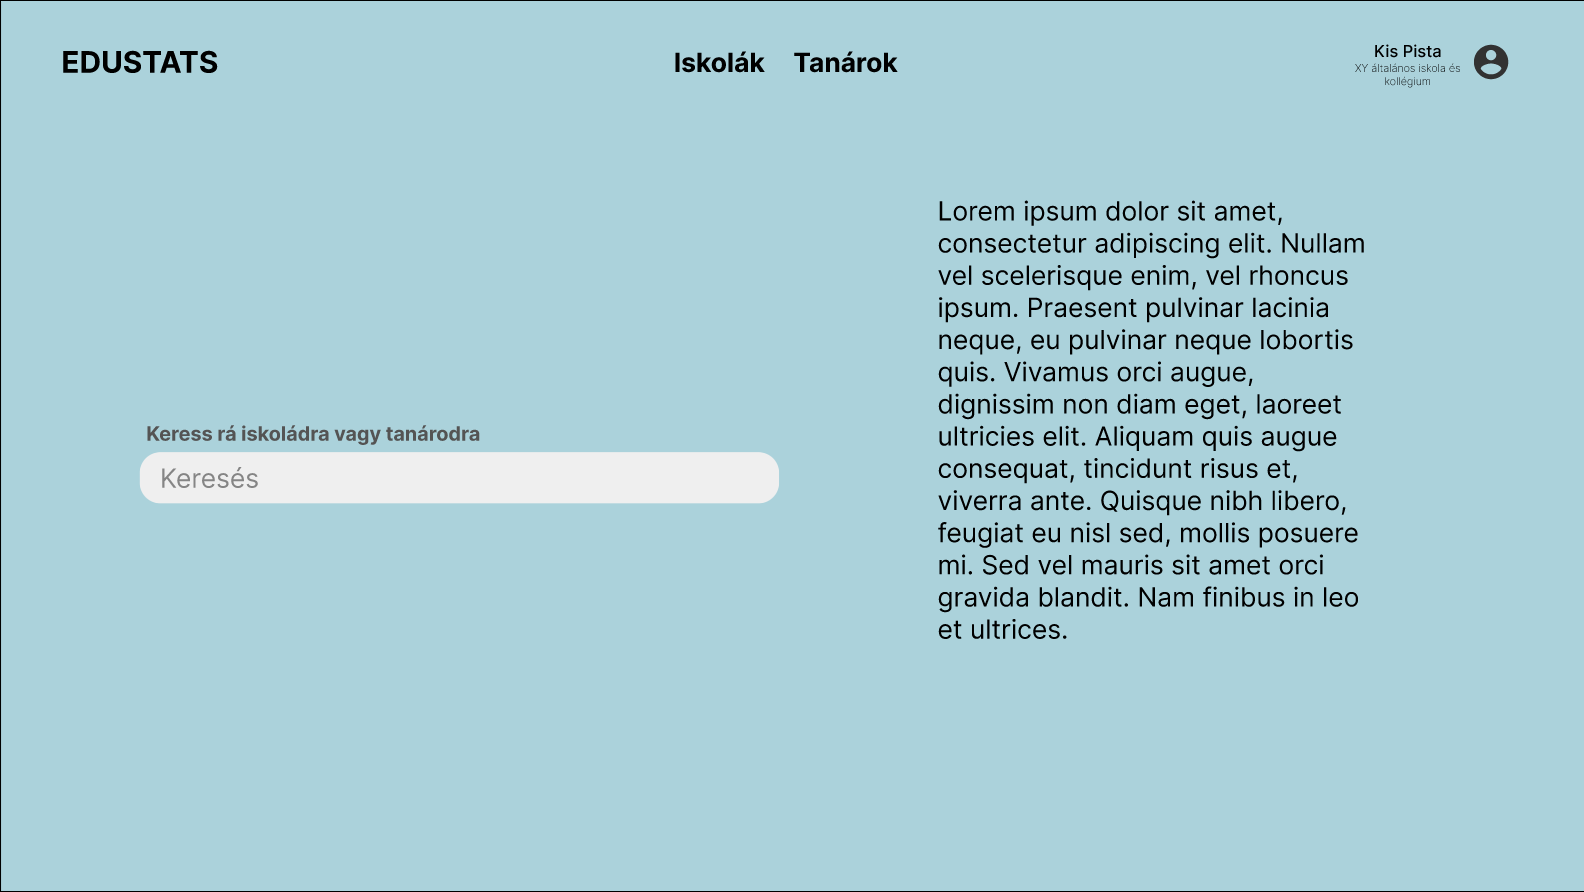 EDUSTATS
Iskolák Tanárok
Kis Pista
XY általános iskola és
kollégium
Keress rá iskoládra vagy tanárodra
Keresés
Lorem ipsum dolor sit amet,
consectetur adipiscing elit. Nullam
vel scelerisque enim, vel rhoncus
ipsum. Praesent pulvinar lacinia
neque, eu pulvinar neque lobortis
quis. Vivamus orci augue,
dignissim non diam eget, laoreet
ultricies elit. Aliquam quis augue
consequat, tincidunt risus et,
viverra ante. Quisque nibh libero,
feugiat eu nisl sed, mollis posuere
mi. Sed vel mauris sit amet orci
gravida blandit. Nam finibus in leo
et ultrices.